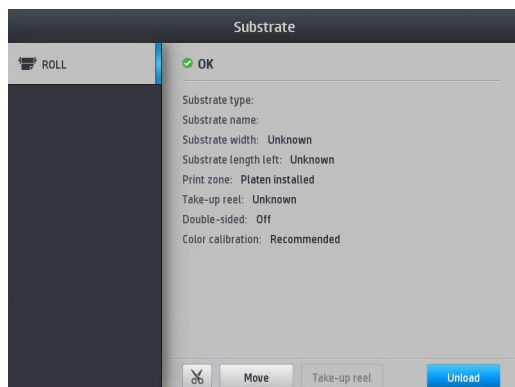 Substrate
ROLL
OK
Substrate type:
Substrate name:
Substrate width: Unknown
Substrate length left: Unknown
Print zone: Platen installed
Take-up reel: Unknown
Double-sided: Off
Color calibration: Recommended
Move
Take-up reel
Unload